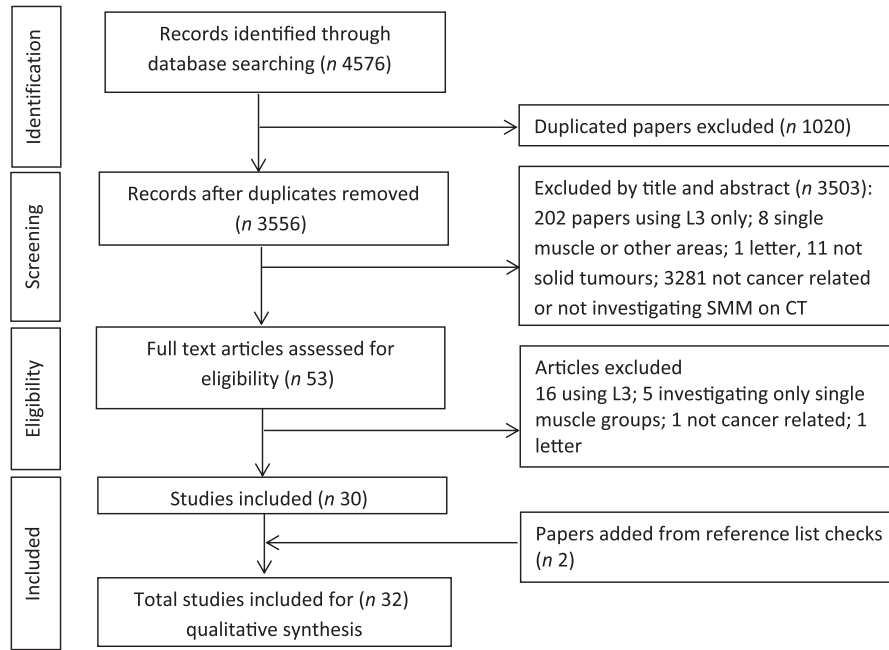 Identification
Records identified through
database searching (n 4576)
Duplicated papers excluded (n 1020)
Screening
Records after duplicates removed
(n 3556)
Excluded by title and abstract (n 3503):
202 papers using L3 only; 8 single
muscle or other areas; 1 letter, 11 not
solid tumours; 3281 not cancer related
or not investigating SMM on CT
Eligibility
Full text articles assessed for
eligibility (n 53)
Articles excluded
16 using L3; 5 investigating only single
muscle groups; 1 not cancer related; 1
letter
Included
Studies included (n 30)
Papers added from reference list checks
(n 2)
Total studies included for (n 32)
qualitative synthesis